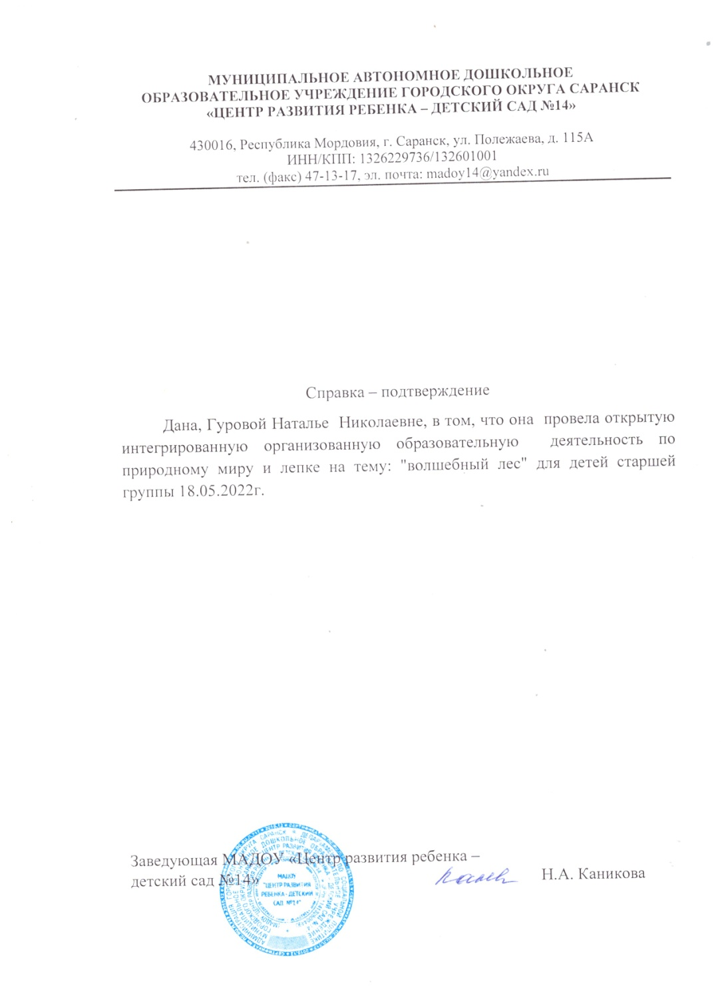 МУНИЦИПАЛЬНОЕ АВТОНОМНОЕ ДОШКОЛЬНОЕ
ОБРАЗОВАТЕЛЬНОЕ УЧРЕЖДЕНИЕ ГОРОДСКОГО ОКРУГА САРАНСК
«ЦЕНТР РАЗВИТИЯ РЕБЕНКА – ДЕТСКИЙ САД №14»
430016, Республика Мордовия, г. Саранск, ул. Полежаева, д. 115А
ИНН/КПП: 1326229736/132601001
тел. (факс) 47-13-17, эл. почта: madoy14@yandex.ru
Справка – подтверждение
Дана, Гуровой Наталье Николаевне, в том, что она провела открытую
интегрированную организованную образовательную деятельность по
природному миру и лепке на тему: "волшебный лес" для детей старшей
группы 18.05.2022г.
Заведующая МАДОУ «Центр развития ребенка –
детский сад №14»
Н.А. Каникова
МАДОУ
"ЦЕНТР РАЗВИТИЯ
РЕБЕНКА - ДЕТСКИЙ
САД №14"